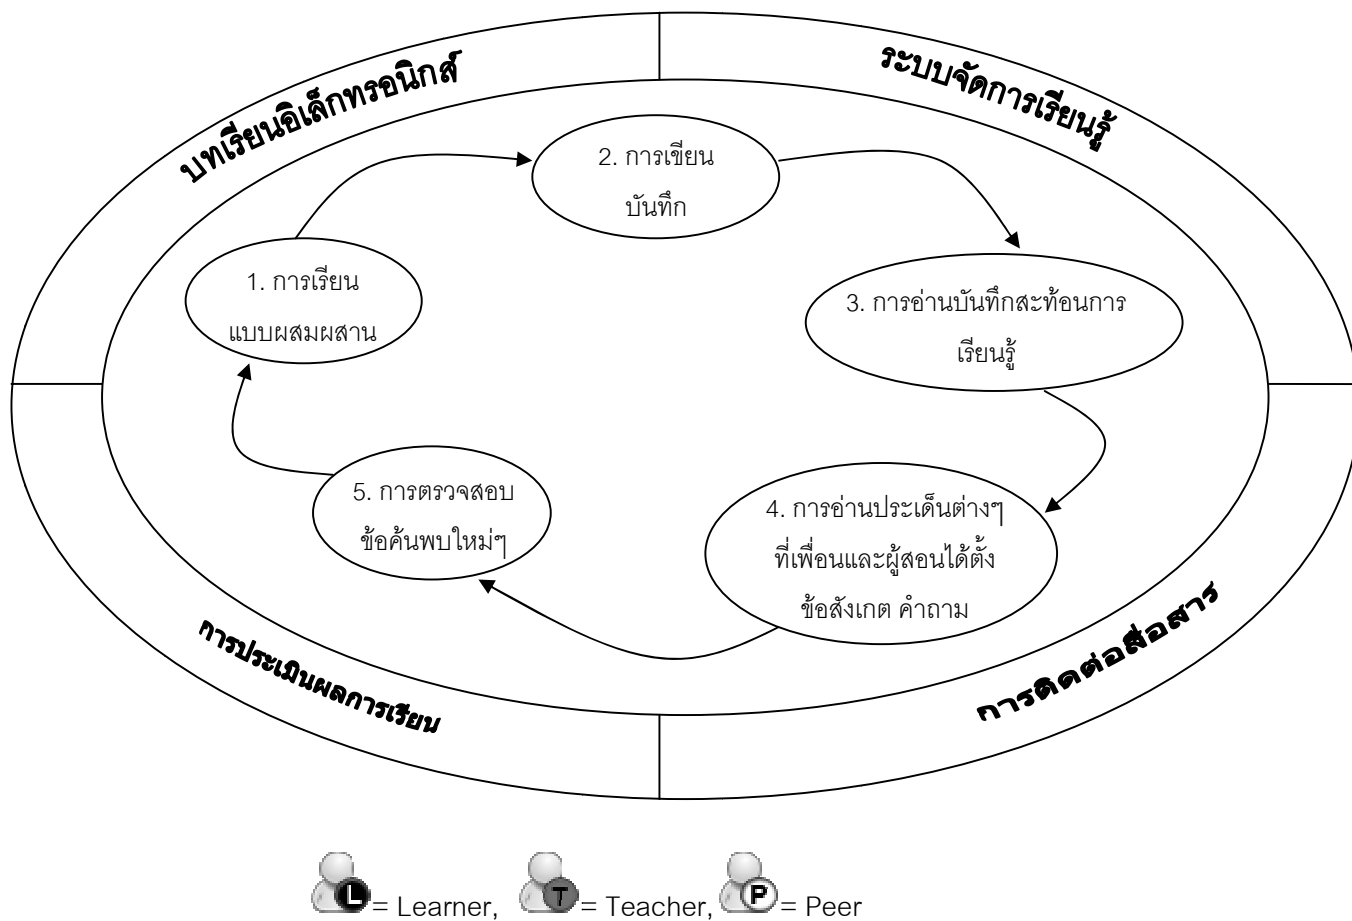 บทเรียนอิเล็กทรอนิกส์
ระบบจัดการเรียนรู้
2. การเขียน
บันทึก
1. การเรียน
แบบผสมผสาน
3. การอ่านบันทึกสะท้อนการ
เรียนรู้
5. การตรวจสอบ
ข้อค้นพบใหม่ๆ
4. การอ่านประเด็นต่างๆ
ที่เพื่อนและผู้สอนได้ตั้ง
ข้อสังเกต คำถาม
การประเมินผลการเรียน
การติดต่อสื่อสาร
L = Learner, T = Teacher, P = Peer